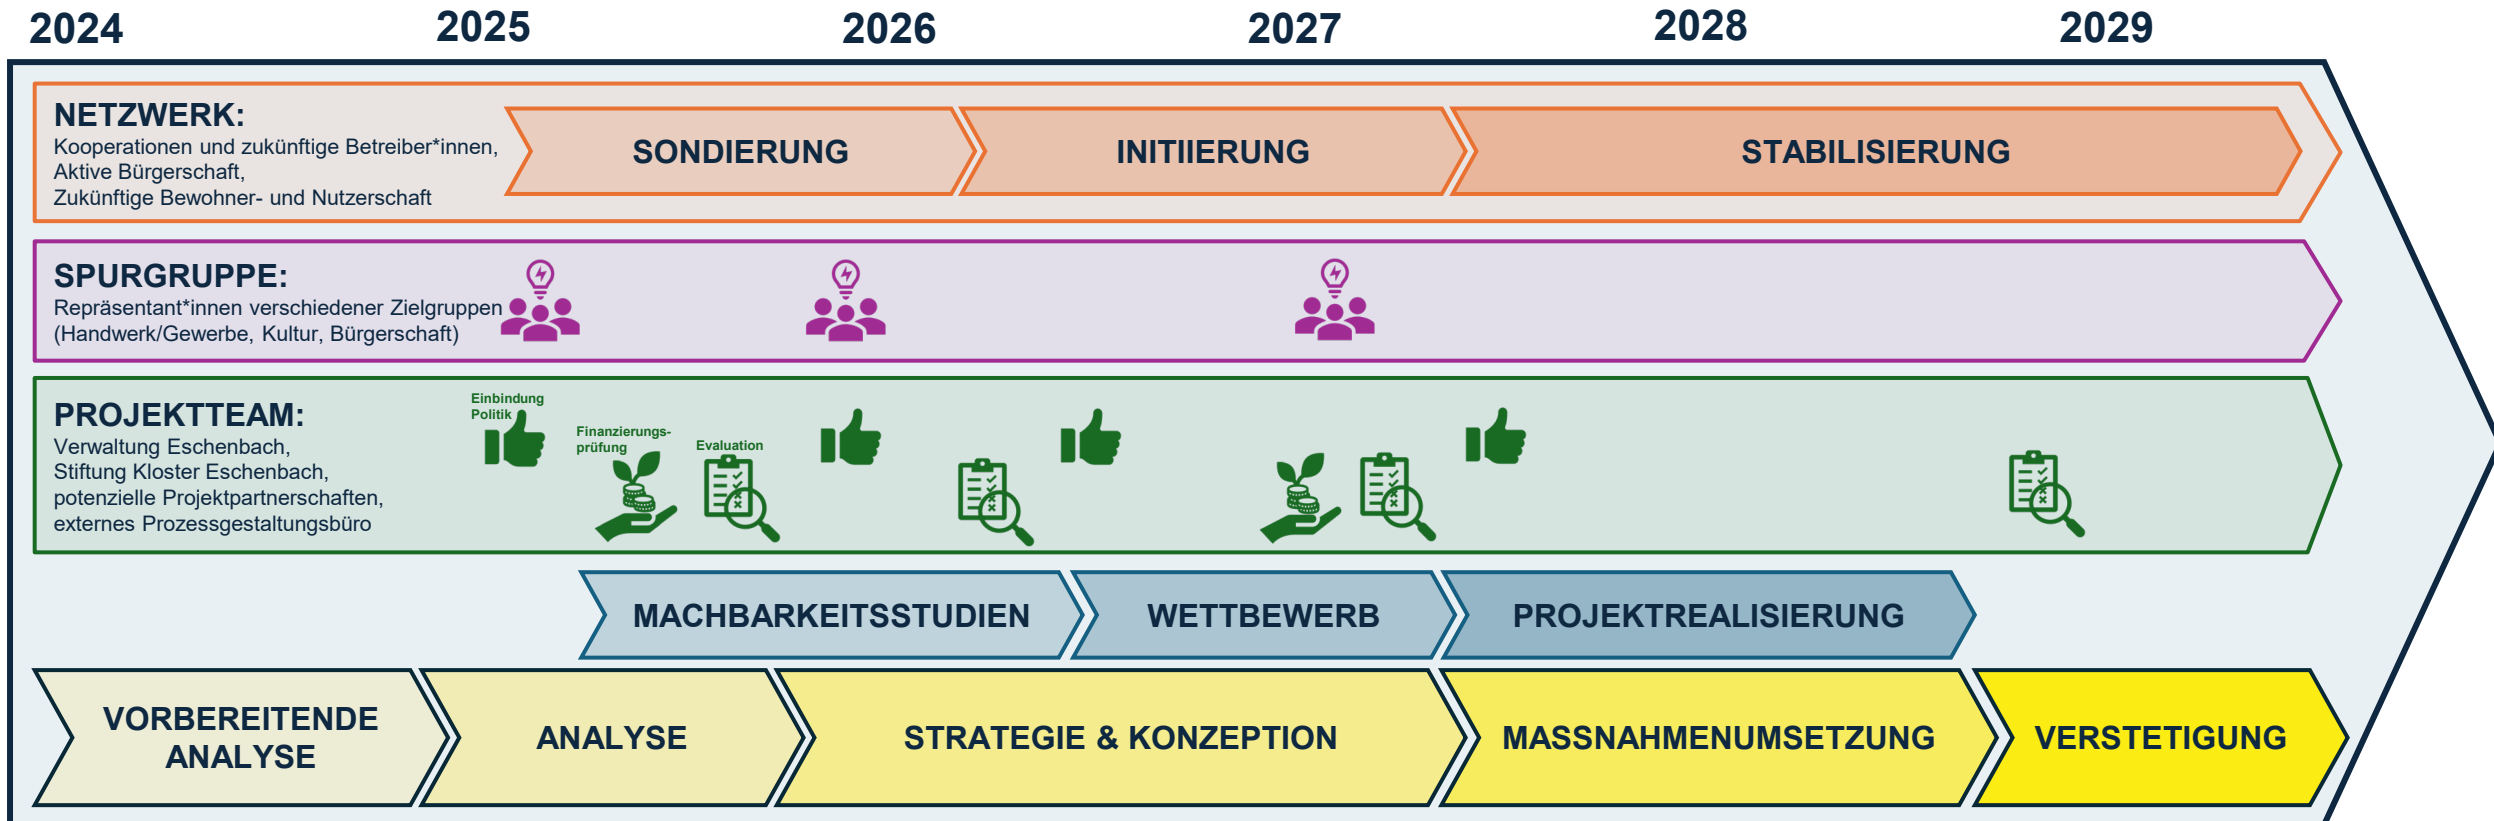 2024
2025
2026
2027
2028
2029
NETZWERK:
Kooperationen und zukünftige Betreiber*innen,
Aktive Bürgerschaft,
Zukünftige Bewohner- und Nutzerschaft
SONDIERUNG
INITIIERUNG
STABILISIERUNG
SPURGRUPPE:
Repräsentant*innen verschiedener Zielgruppen
(Handwerk/Gewerbe, Kultur, Bürgerschaft)
PROJEKTTEAM:
Verwaltung Eschenbach,
Stiftung Kloster Eschenbach,
potenzielle Projektpartnerschaften,
externes Prozessgestaltungsbüro
Einbindung
Politik
Finanzierungs-
prüfung
Evaluation
MACHBARKEITSSTUDIEN
WETTBEWERB
PROJEKTREALISIERUNG
VORBEREITENDE
ANALYSE
ANALYSE
STRATEGIE & KONZEPTION
MASSNAHMENUMSETZUNG
VERSTETIGUNG